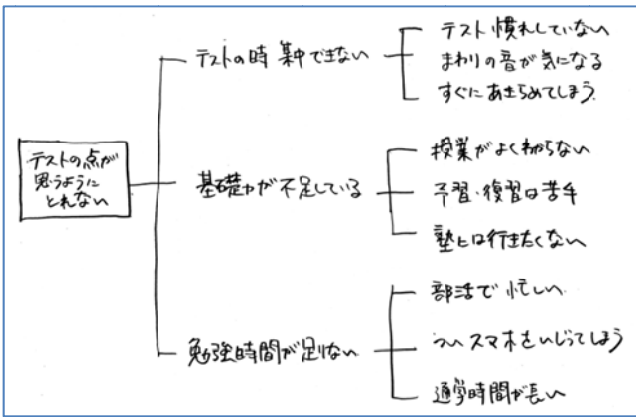 テストの点が
思うように
とれない
テストの時 集中できない
テスト慣れしていない
まわりの音が気になる
すぐにあきらめてしまう
基礎力が不足している
授業がよくわからない
予習・復習は苦手
塾には行きたくない
勉強時間が足りない
部活で忙しい
ついスマホをいじってしまう
通学時間が長い